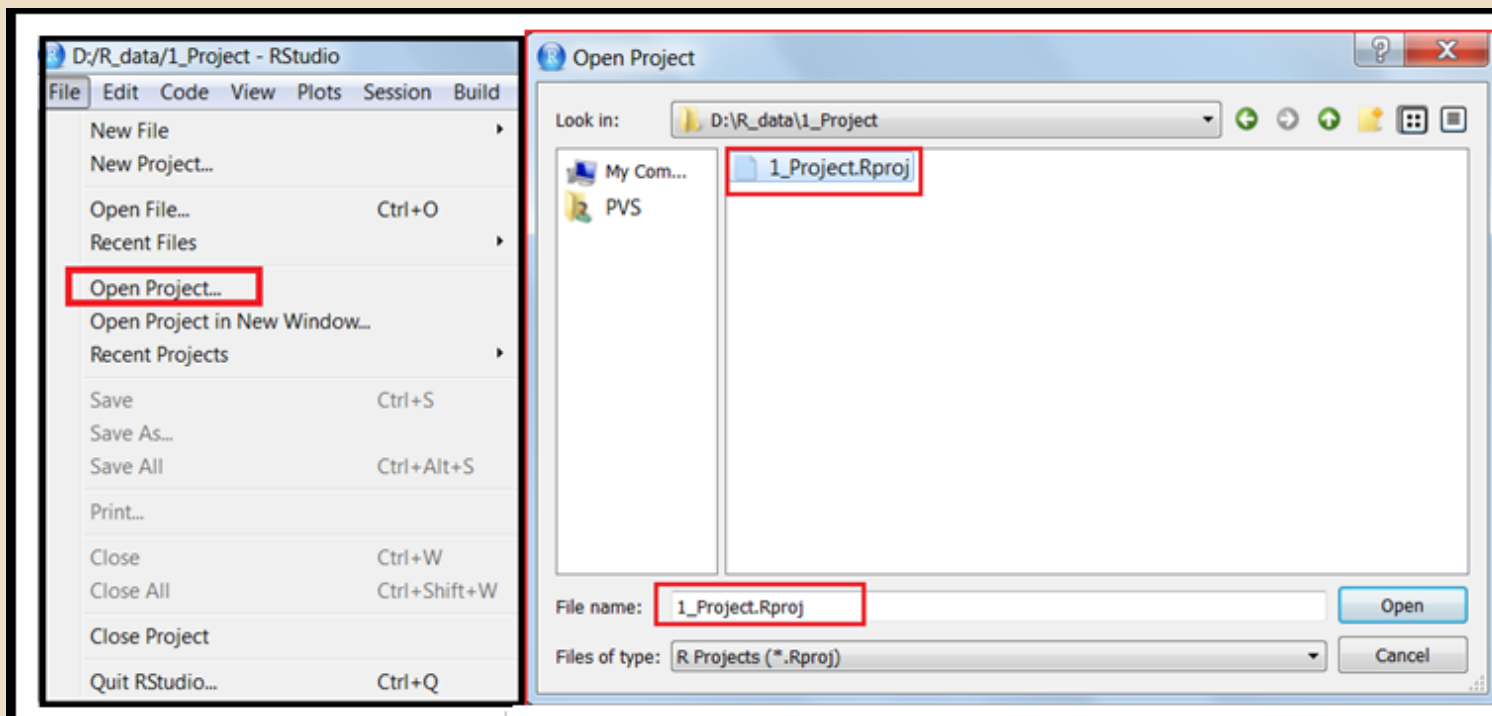 D:/R_data/1_Project - RStudio
File Edit Code View Plots Session Build
New File
New Project...
Open File... Ctrl+O
Recent Files
Open Project...
Open Project in New Window...
Recent Projects
Save Ctrl+S
Save As...
Save All Ctrl+Alt+S
Print...
Close Ctrl+W
Close All Ctrl+Shift+W
Close Project
Quit RStudio... Ctrl+Q
Open Project
Look in: D:\R_data\1_Project
My Com...
PVS
1_Project.Rproj
File name: 1_Project.Rproj Open
Files of type: R Projects (*.Rproj) Cancel